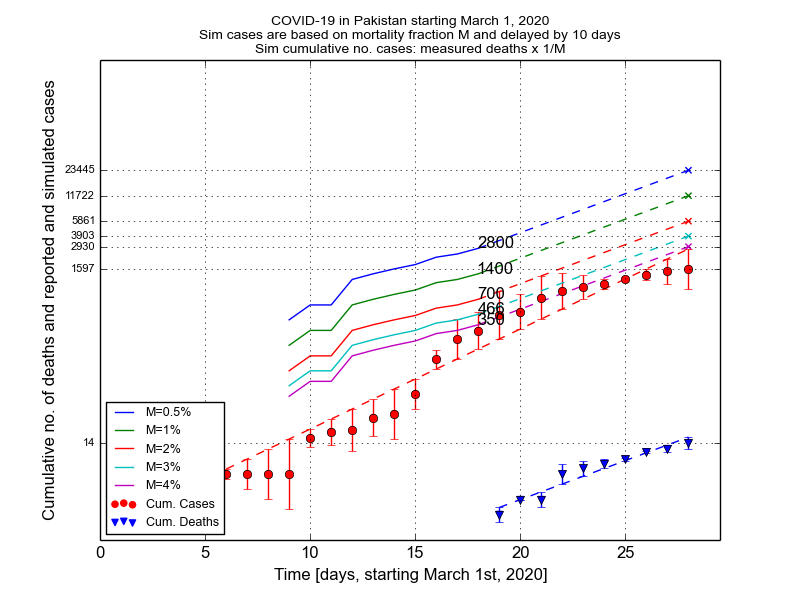 COVID-19 in Pakistan starting March 1, 2020
Sim cases are based on mortality fraction M and delayed by 10 days
Sim cumulative no. cases: measured deaths x 1/M
Cumulative no. of deaths and reported and simulated cases
23445
11722
5861
3903
2930
1597
14
2800
1400
700
466
350
M=0.5%
M=1%
M=2%
M=3%
M=4%
Cum. Cases
Cum. Deaths
0 5 10 15 20 25
Time [days, starting March 1st, 2020]